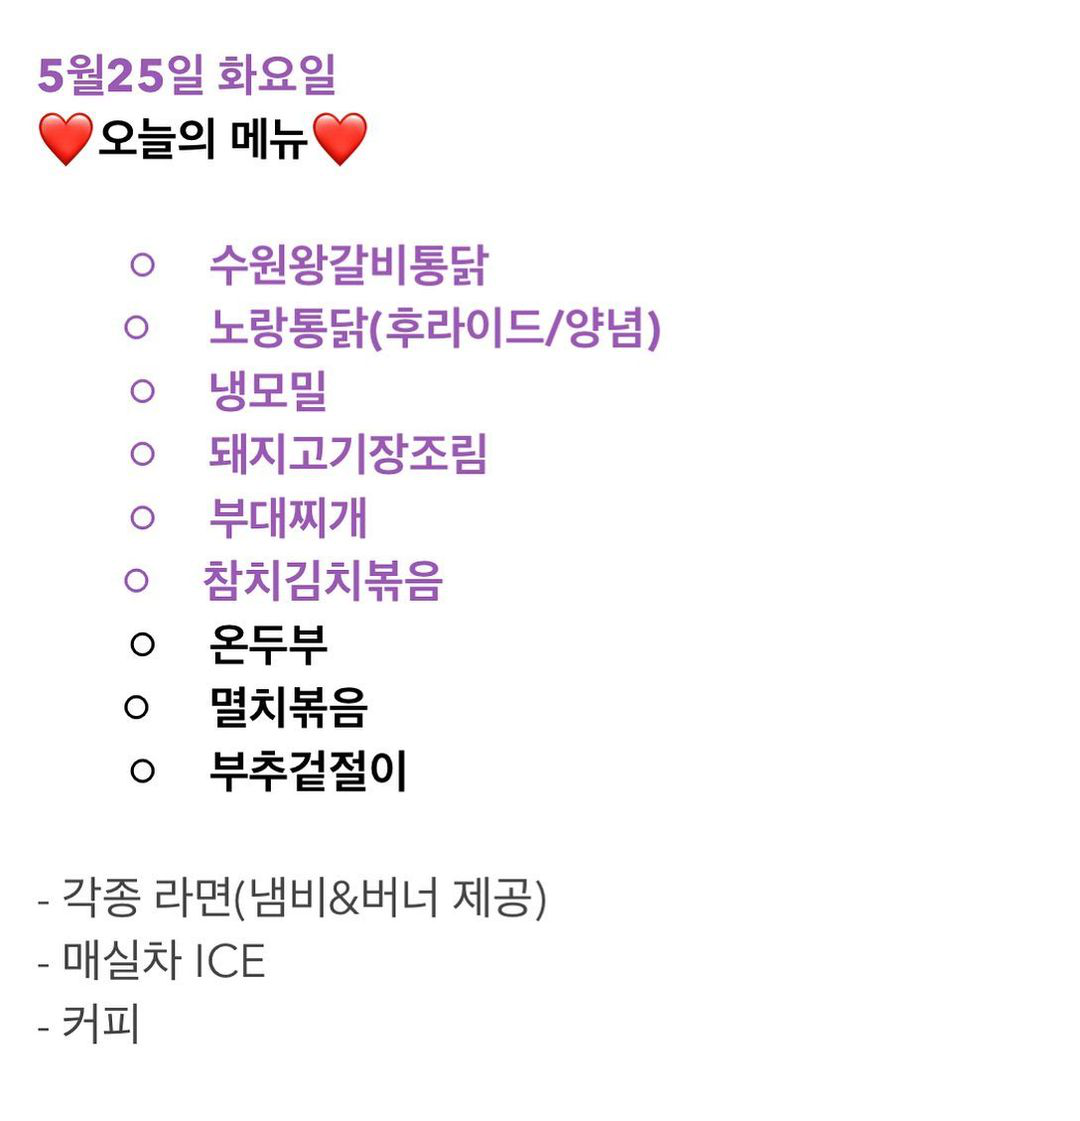 5월25일 화요일
❤️오늘의 메뉴❤️
○ 수원왕갈비통닭
○ 노랑통닭(후라이드/양념)
○ 냉모밀
○ 돼지고기장조림
○ 부대찌개
○ 참치김치볶음
○ 온두부
○ 멸치볶음
○ 부추겉절이
- 각종 라면(냄비&버너 제공)
- 매실차 ICE
- 커피